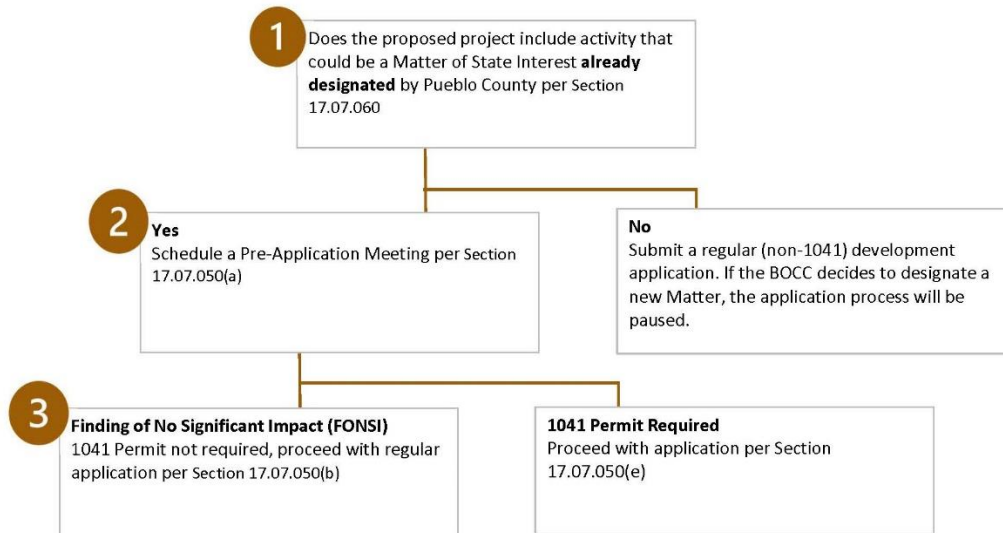 1
Does the proposed project include activity that
could be a Matter of State Interest already
designated by Pueblo County per Section
17.07.060
2
Yes
Schedule a Pre-Application Meeting per Section
17.07.050(a)
No
Submit a regular (non-1041) development
application. If the BOCC decides to designate a
new Matter, the application process will be
paused.
3
Finding of No Significant Impact (FONSI)
1041 Permit not required, proceed with regular
application per Section 17.07.050(b)
1041 Permit Required
Proceed with application per Section
17.07.050(e)